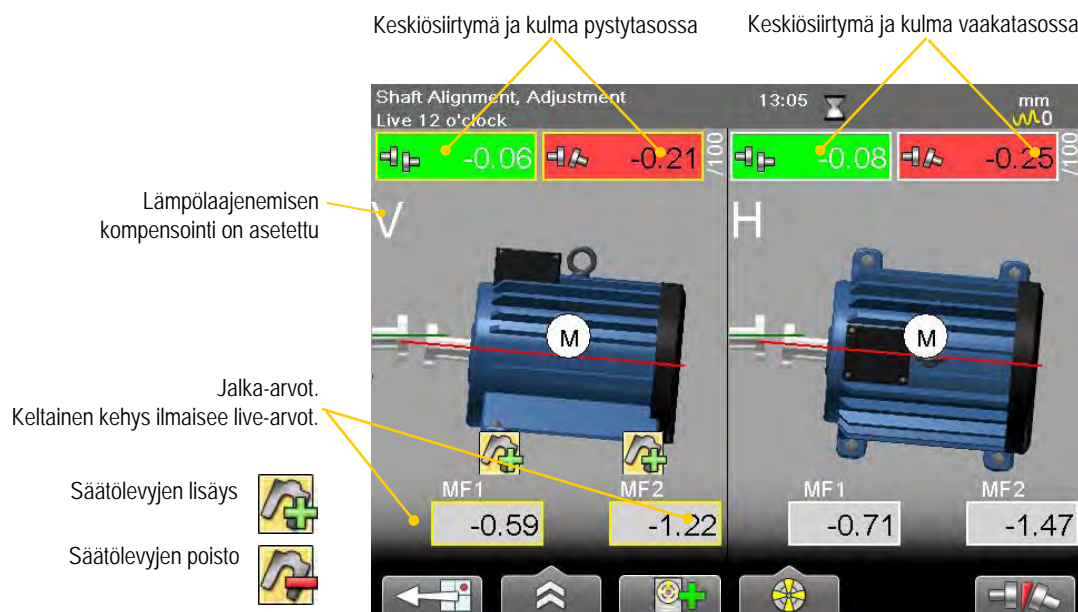 Keskiösiirtymä ja kulma pystytasossa
Keskiösiirtymä ja kulma vaakatasossa
Shaft Alignment, Adjustment
Live 12 o'clock
13:05
mm
0
-0.06
-0.21
/100
-0.08
-0.25
/100
Lämpölaajenemisen
kompensointi on asetettu
V
H
M
M
Jalka-arvot.
Keltainen kehys ilmaisee live-arvot.
Säätölevyjen lisäys
Säätölevyjen poisto
MF1
MF2
MF1
MF2
-0.59
-1.22
-0.71
-1.47